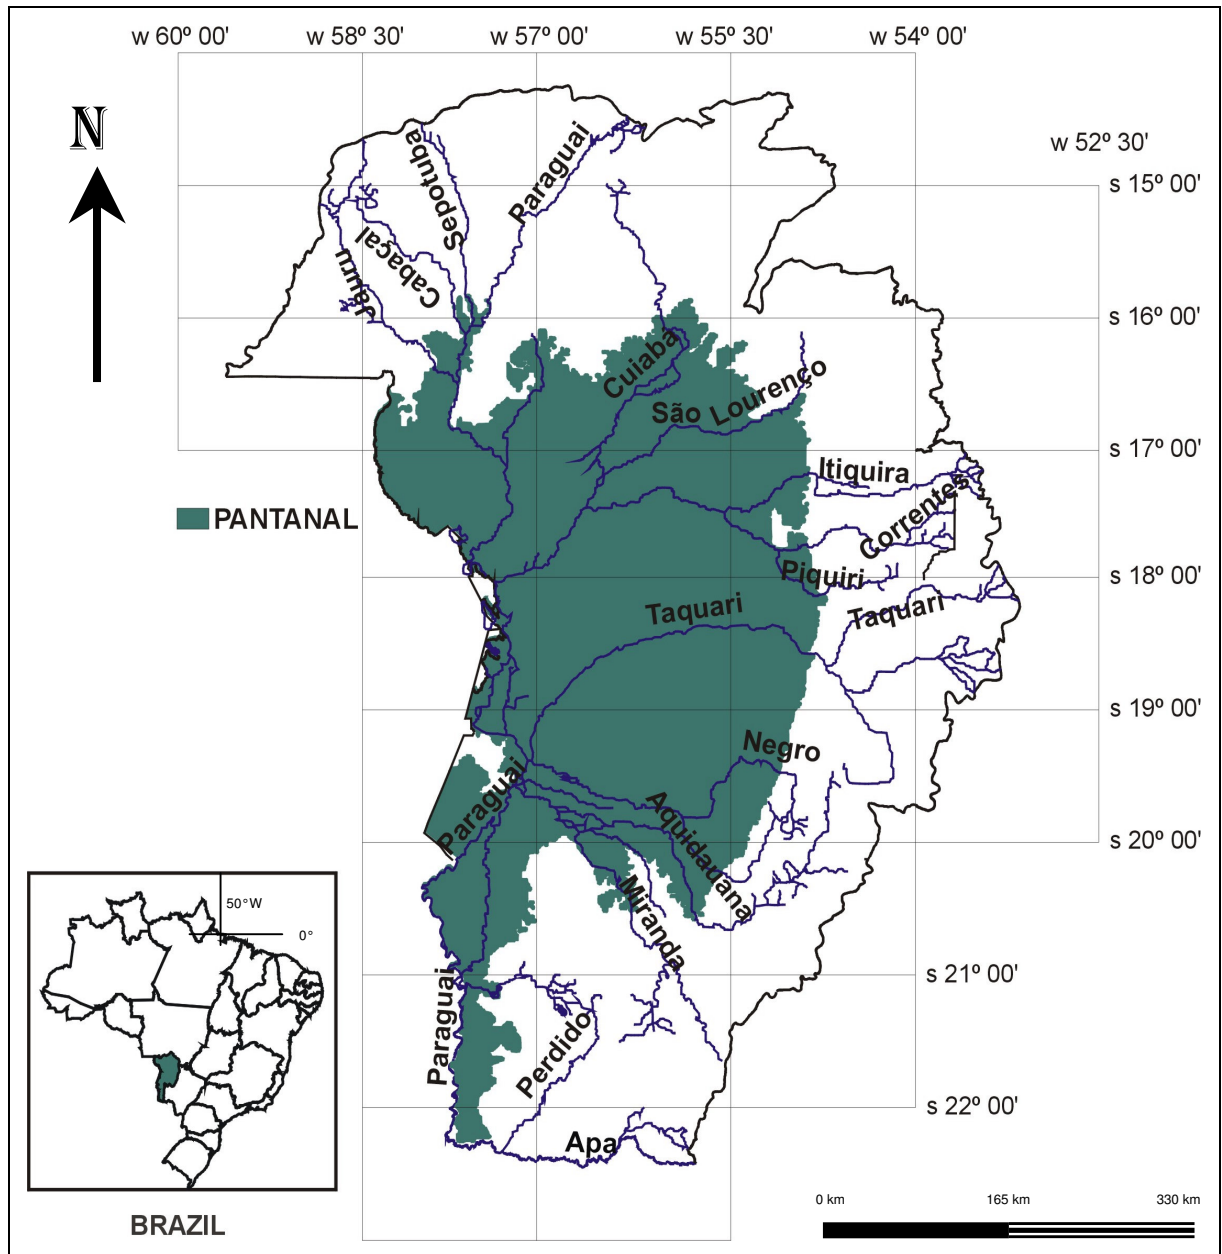 w 60º 00'
w 58º 30'
w 57º 00'
w 55º 30'
w 54º 00'
w 52º 30'
N
s 15º 00'
s 16º 00'
s 17º 00'
s 18º 00'
s 19º 00'
s 20º 00'
s 21º 00'
s 22º 00'
Sepotuba
Paraguai
Cabaçal
Jauru
Cuiabá
São Lourenço
Itiquira
Correntes
PANTANAL
Piquiri
Taquari
Taquari
Negro
Paraguai
Aquidauana
Miranda
Paraguai
Perdido
Apa
50°W
0°
BRAZIL
0 km
165 km
330 km